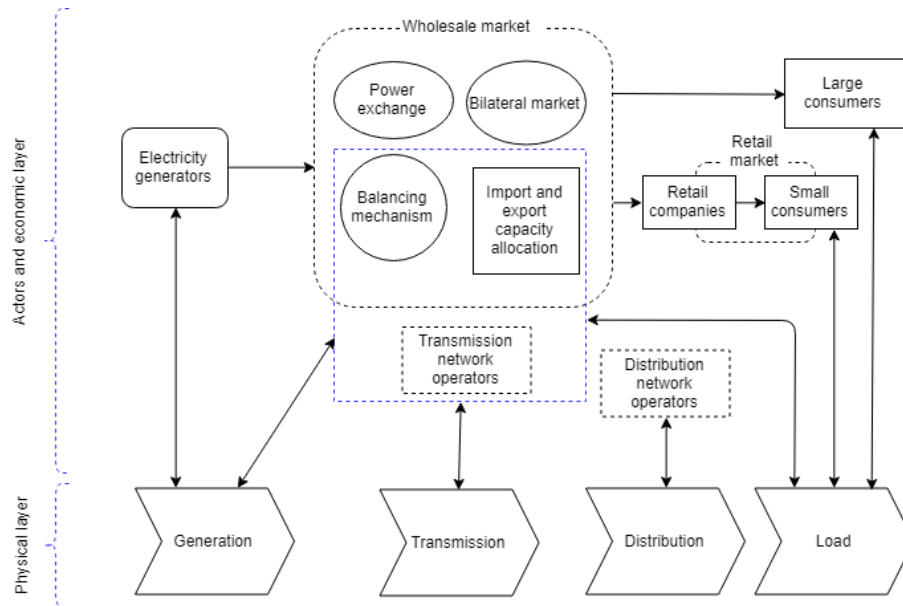 Wholesale market
Power
exchange
Bilateral market
Large
consumers
Electricity
generators
Retail
market
Balancing
mechanism
Import and
export
capacity
allocation
Retail
companies
Small
consumers
Actors and economic layer
Transmission
network
operators
Distribution
network
operators
Physical layer
Generation
Transmission
Distribution
Load